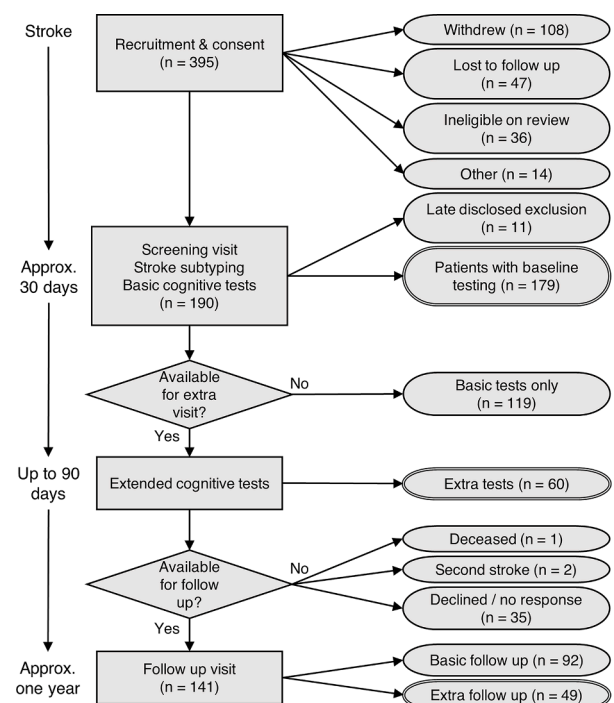 Stroke
Recruitment & consent
(n = 395)
Withdrew (n = 108)
Lost to follow up
(n = 47)
Ineligible on review
(n = 36)
Other (n = 14)
Approx.
30 days
Screening visit
Stroke subtyping
Basic cognitive tests
(n = 190)
Late disclosed exclusion
(n = 11)
Patients with baseline
testing (n = 179)
Available
for extra
visit?
No
Basic tests only
(n = 119)
Yes
Up to 90
days
Extended cognitive tests
Extra tests (n = 60)
Available
for follow
up?
No
Deceased (n = 1)
Second stroke (n = 2)
Declined / no response
(n = 35)
Yes
Approx.
one year
Follow up visit
(n = 141)
Basic follow up (n = 92)
Extra follow up (n = 49)